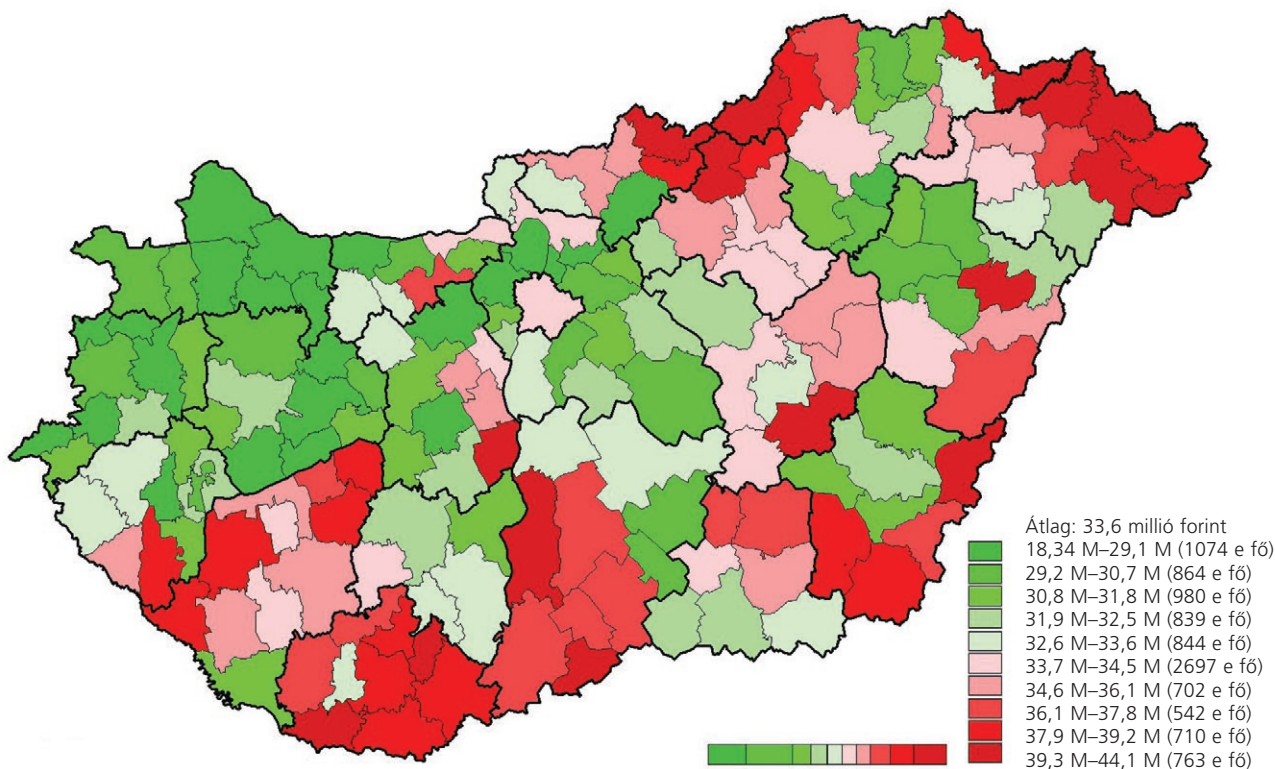 Átlag: 33,6 millió forint
18,34 M–29,1 M (1074 e fő)
29,2 M–30,7 M (864 e fő)
30,8 M–31,8 M (980 e fő)
31,9 M–32,5 M (839 e fő)
32,6 M–33,6 M (844 e fő)
33,7 M–34,5 M (2697 e fő)
34,6 M–36,1 M (702 e fő)
36,1 M–37,8 M (542 e fő)
37,9 M–39,2 M (710 e fő)
39,3 M–44,1 M (763 e fő)